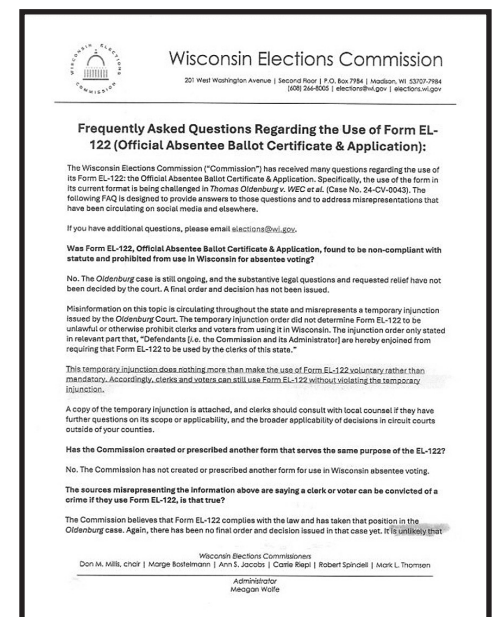 WISCONSIN ELECTIONS
COMMISSION
Wisconsin Elections Commission
201 West Washington Avenue | Second Floor | P.O. Box 7984 | Madison, WI 53707-7984
(608) 266-8005 | elections@wi.gov | elections.wi.gov
Frequently Asked Questions Regarding the Use of Form EL-
122 (Official Absentee Ballot Certificate & Application):
The Wisconsin Elections Commission ("Commission") has received many questions regarding the use of
its Form EL-122: the Official Absentee Ballot Certificate & Application. Specifically, the use of the form in
its current format is being challenged in Thomas Oldenburg v. WEC et al. (Case No. 24-CV-0043). The
following FAQ is designed to provide answers to those questions and to address misrepresentations that
have been circulating on social media and elsewhere.
If you have additional questions, please email elections@wi.gov.
Was Form EL-122, Official Absentee Ballot Certificate & Application, found to be non-compliant with
statute and prohibited from use in Wisconsin for absentee voting?
No. The Oldenburg case is still ongoing, and the substantive legal questions and requested relief have not
been decided by the court. A final order and decision has not been issued.
Misinformation on this topic is circulating throughout the state and misrepresents a temporary injunction
issued by the Oldenburg Court. The temporary injunction order did not determine Form EL-122 to be
unlawful or otherwise prohibit clerks and voters from using it in Wisconsin. The injunction order only stated
in relevant part that, "Defendants [i.e. the Commission and its Administrator] are hereby enjoined from
requiring that Form EL-122 to be used by the clerks of this state."
This temporary injunction does nothing more than make the use of Form EL-122 voluntary rather than
mandatory. Accordingly, clerks and voters can still use Form EL-122 without violating the temporary
injunction.
A copy of the temporary injunction is attached, and clerks should consult with local counsel if they have
further questions on its scope or applicability, and the broader applicability of decisions in circuit courts
outside of your counties.
Has the Commission created or prescribed another form that serves the same purpose of the EL-122?
No. The Commission has not created or prescribed another form for use in Wisconsin absentee voting.
The sources misrepresenting the information above are saying a clerk or voter can be convicted of a
crime if they use Form EL-122, is that true?
The Commission believes that Form EL-122 complies with the law and has taken that position in the
Oldenburg case. Again, there has been no final order and decision issued in that case yet. It is unlikely that
Wisconsin Elections Commissioners
Don M. Millis, chair | Marge Bostelmann | Ann S. Jacobs | Carrie Riepl | Robert Spindell | Mark L. Thomsen
Administrator
Meagan Wolfe